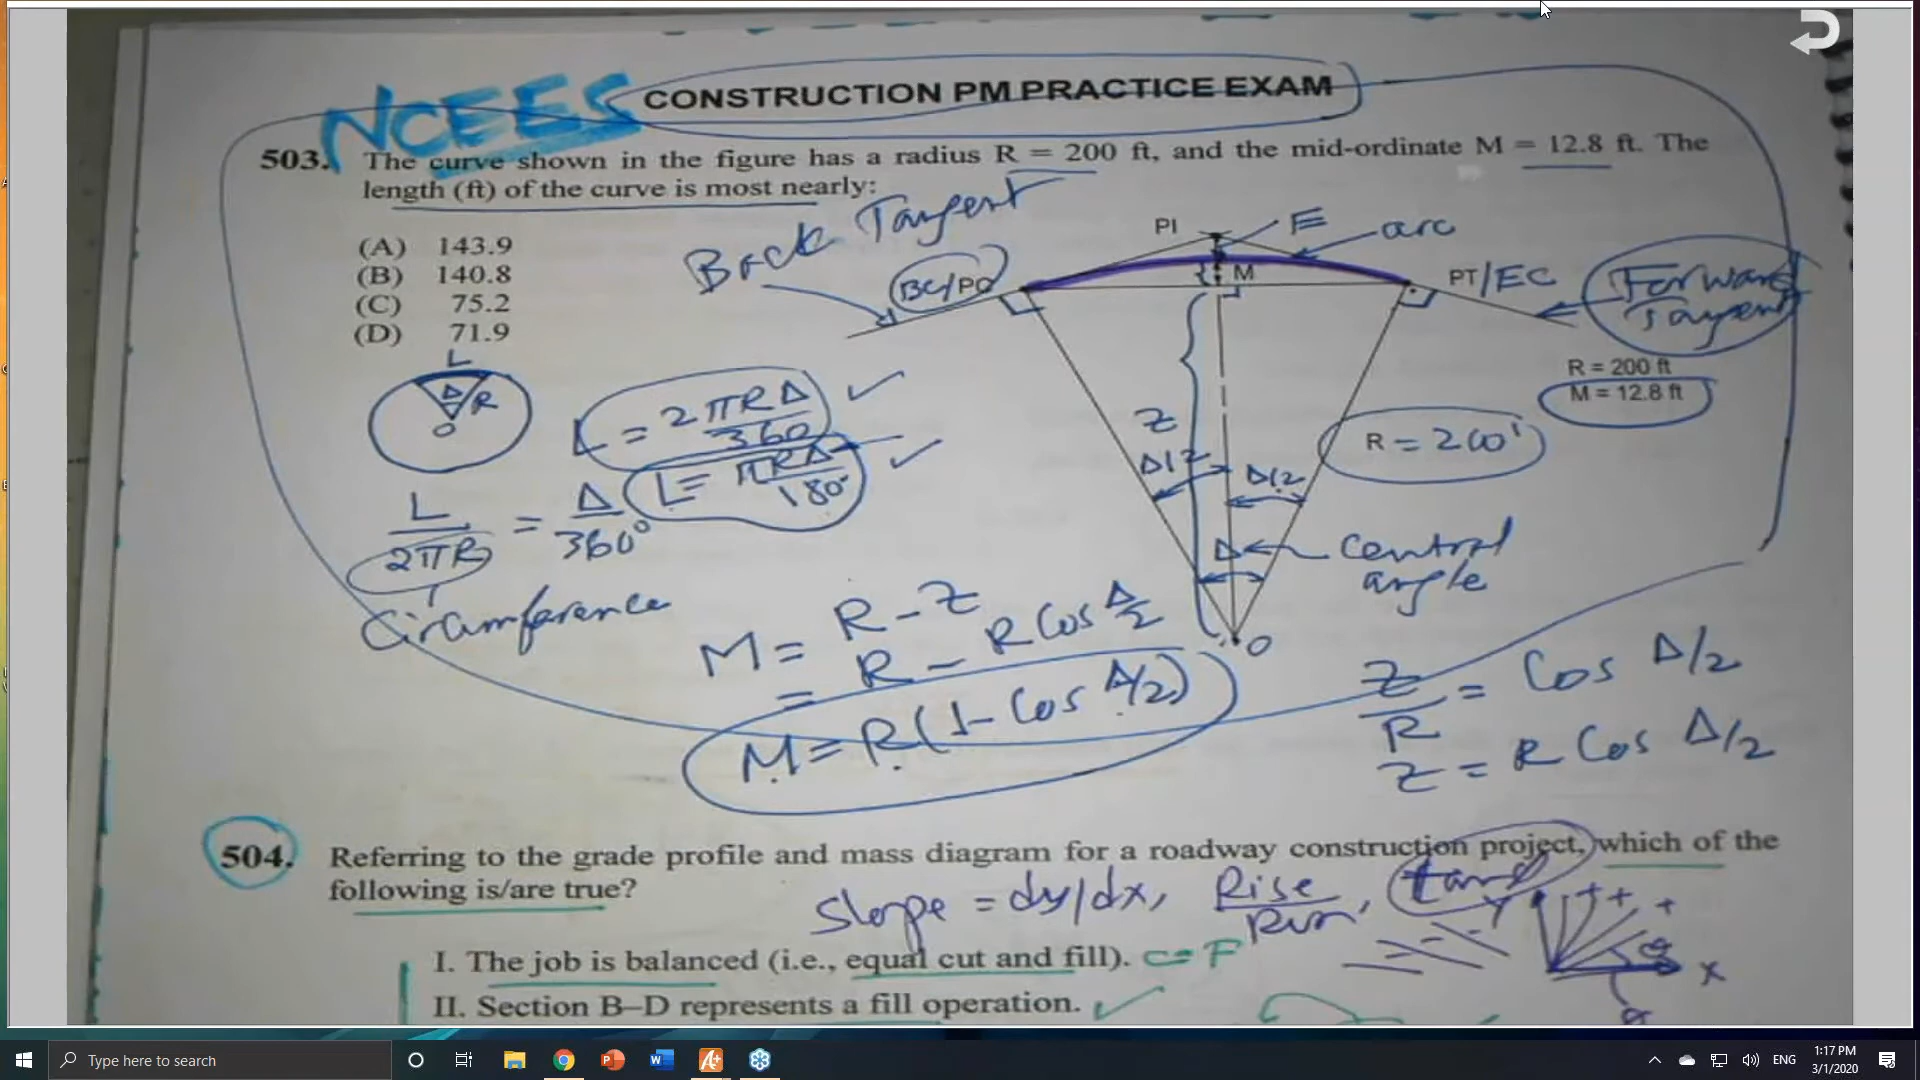 NCEES CONSTRUCTION PM PRACTICE EXAM
503. The curve shown in the figure has a radius R = 200 ft, and the mid-ordinate M = 12.8 ft. The
length (ft) of the curve is most nearly:
(A) 143.9
(B) 140.8
(C) 75.2
(D) 71.9
Back Tangent
BC/PC
PI
E
arc
M
PT/EC
Forward
Tangent
R = 200 ft
M = 12.8 ft
R = 200'
L
Δ
R
O
L = 2πRΔ
360
L = πRΔ
180°
L
2πR
=
Δ
360°
Circumference
Z
Δ/2
Δ/2
Δ
central
angle
O
M = R - Z
= R - R Cos Δ/2
M = R (1 - Cos Δ/2)
Z
R
= Cos Δ/2
Z = R Cos Δ/2
504. Referring to the grade profile and mass diagram for a roadway construction project, which of the
following is/are true?
Slope = dy/dx, Rise
Run,
Y
+ + +
X
I. The job is balanced (i.e., equal cut and fill). C = F
II. Section B–D represents a fill operation.
Type here to search
ENG
1:17 PM
3/1/2020